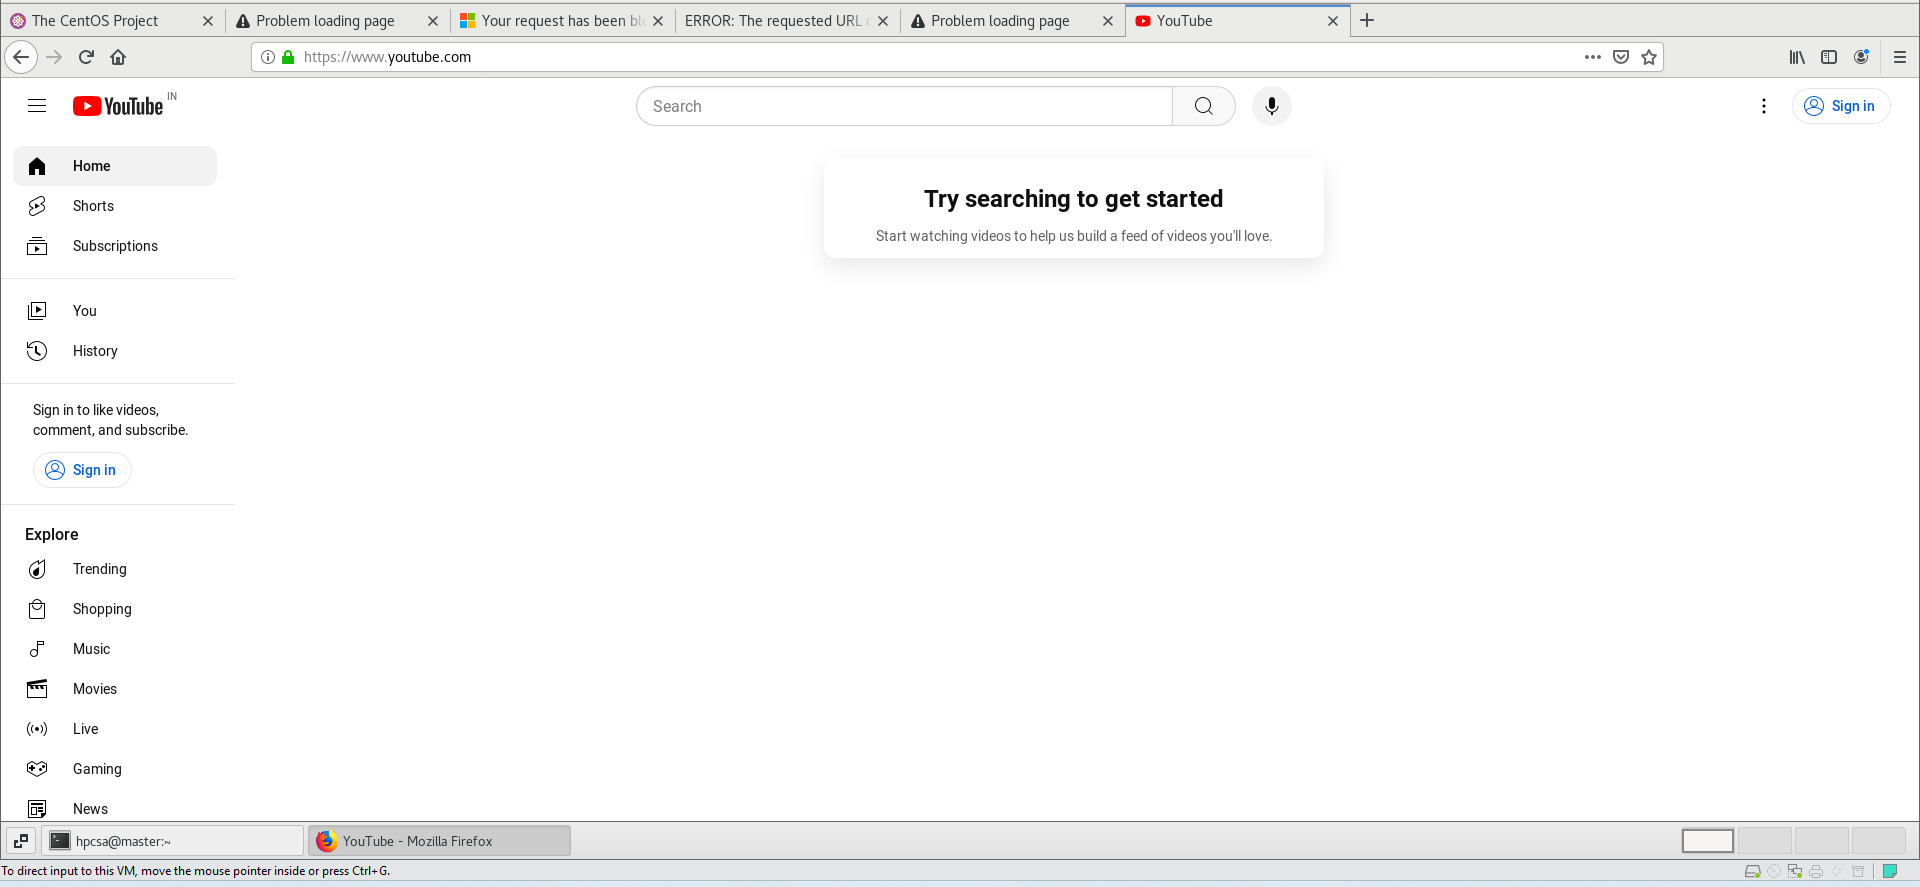 The CentOS Project
Problem loading page
Your request has been blo
ERROR: The requested URL c
Problem loading page
YouTube
https://www.youtube.com
YouTube IN
Search
Sign in
Home
Shorts
Subscriptions
You
History
Sign in to like videos,
comment, and subscribe.
Sign in
Explore
Trending
Shopping
Music
Movies
Live
Gaming
News
Try searching to get started
Start watching videos to help us build a feed of videos you'll love.
hpcsa@master:~
YouTube - Mozilla Firefox
To direct input to this VM, move the mouse pointer inside or press Ctrl+G.